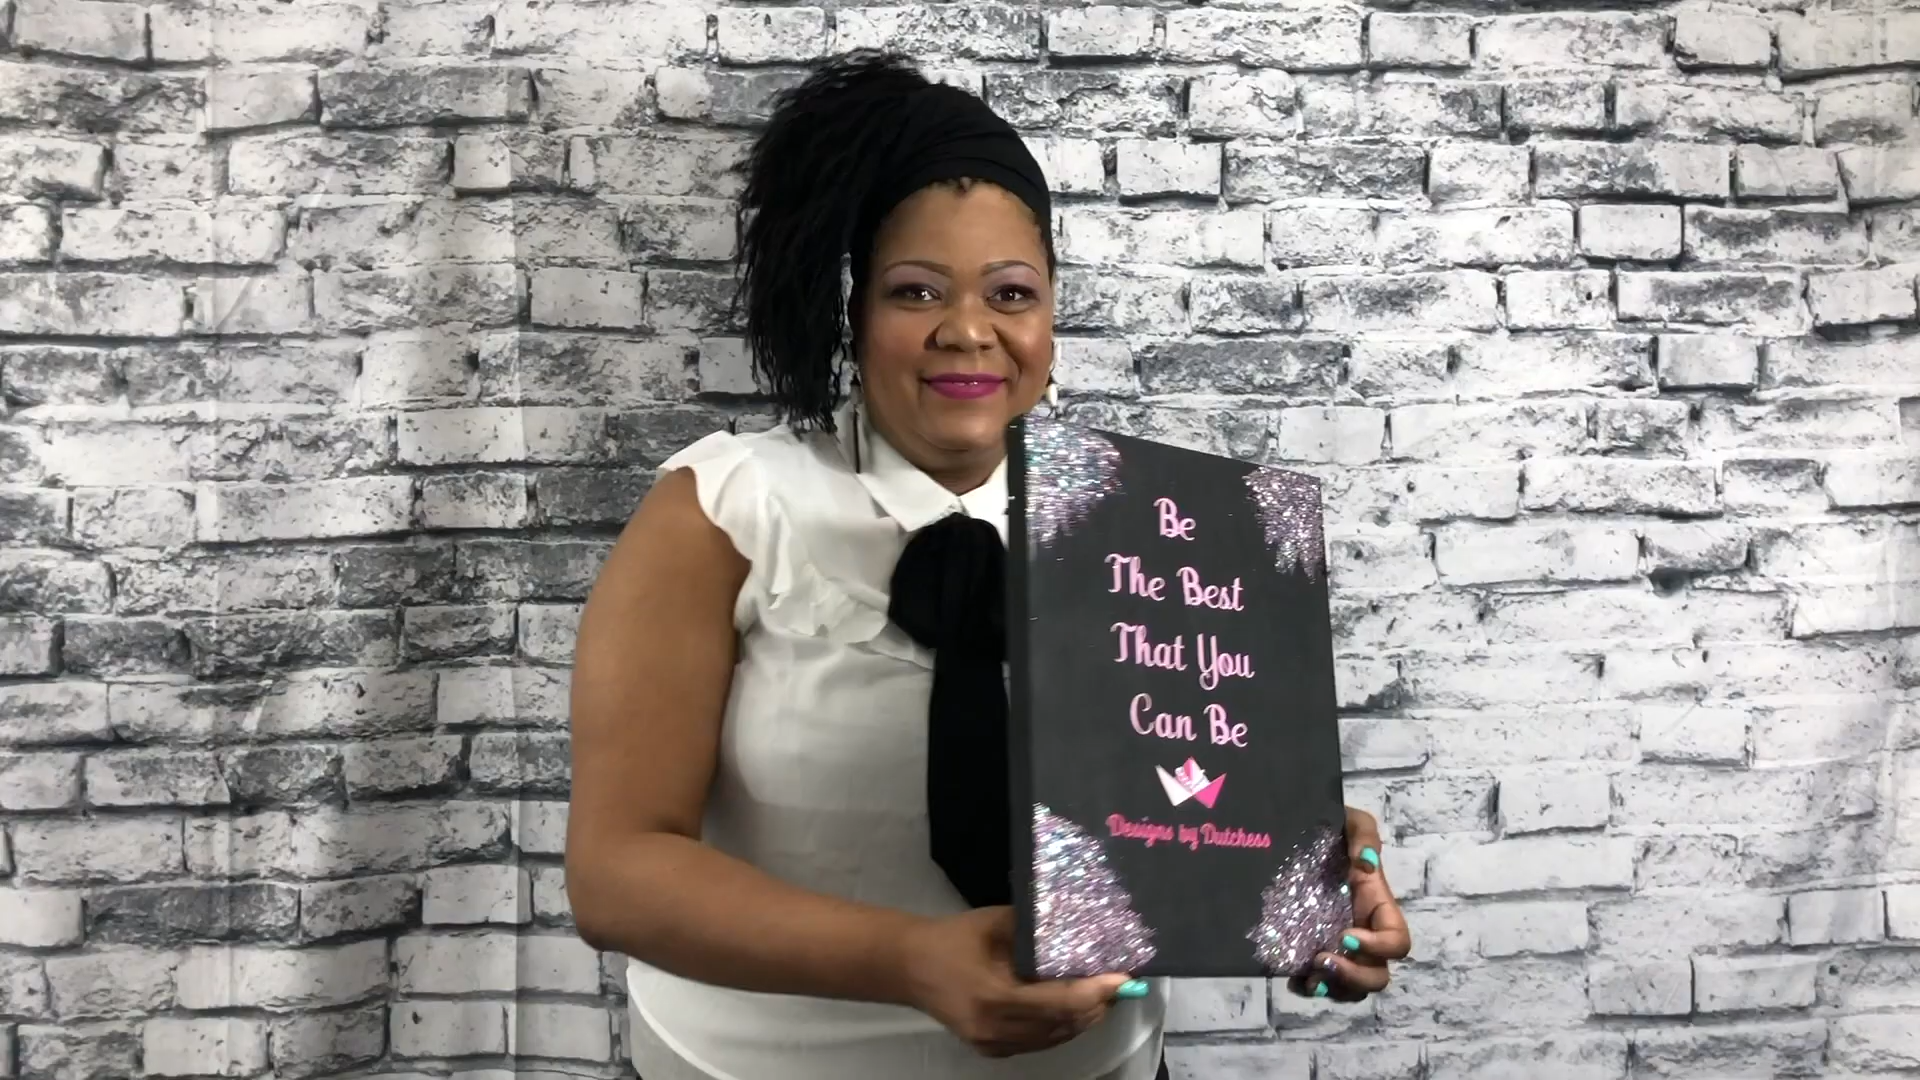 Be
The Best
That You
Can Be
Designs by Dutchess